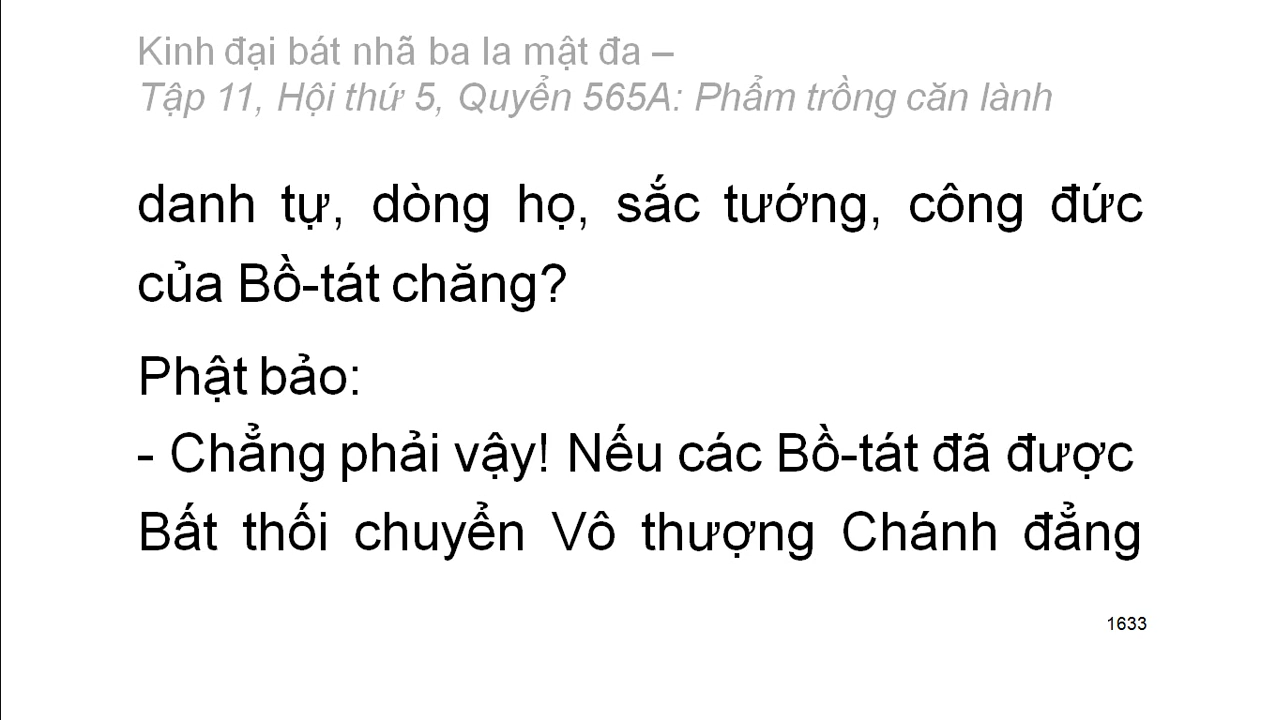 Kinh đại bát nhã ba la mật đa –
Tập 11, Hội thứ 5, Quyển 565A: Phẩm trồng căn lành
danh tự, dòng họ, sắc tướng, công đức
của Bồ-tát chăng?
Phật bảo:
- Chẳng phải vậy! Nếu các Bồ-tát đã được
Bất thối chuyển Vô thượng Chánh đẳng
1633